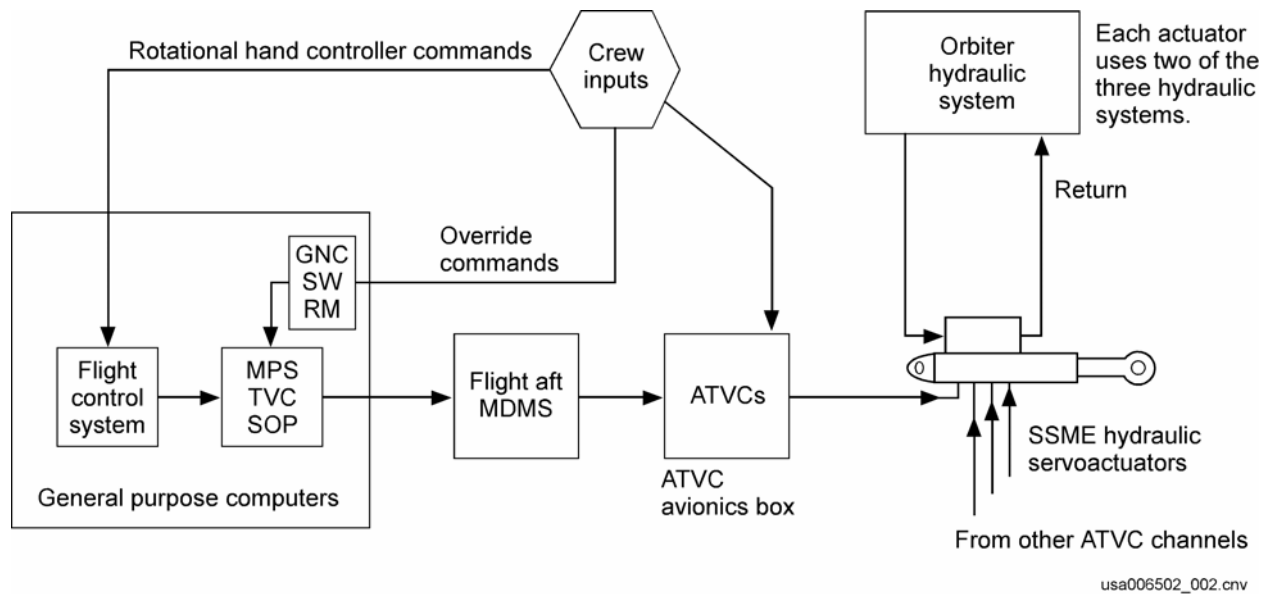 Rotational hand controller commands
Crew
inputs
Orbiter
hydraulic
system
Each actuator
uses two of the
three hydraulic
systems.
Return
Override
commands
GNC
SW
RM
Flight
control
system
MPS
TVC
SOP
Flight aft
MDMS
ATVCs
General purpose computers
ATVC
avionics box
SSME hydraulic
servoactuators
From other ATVC channels
usa006502_002.cnv